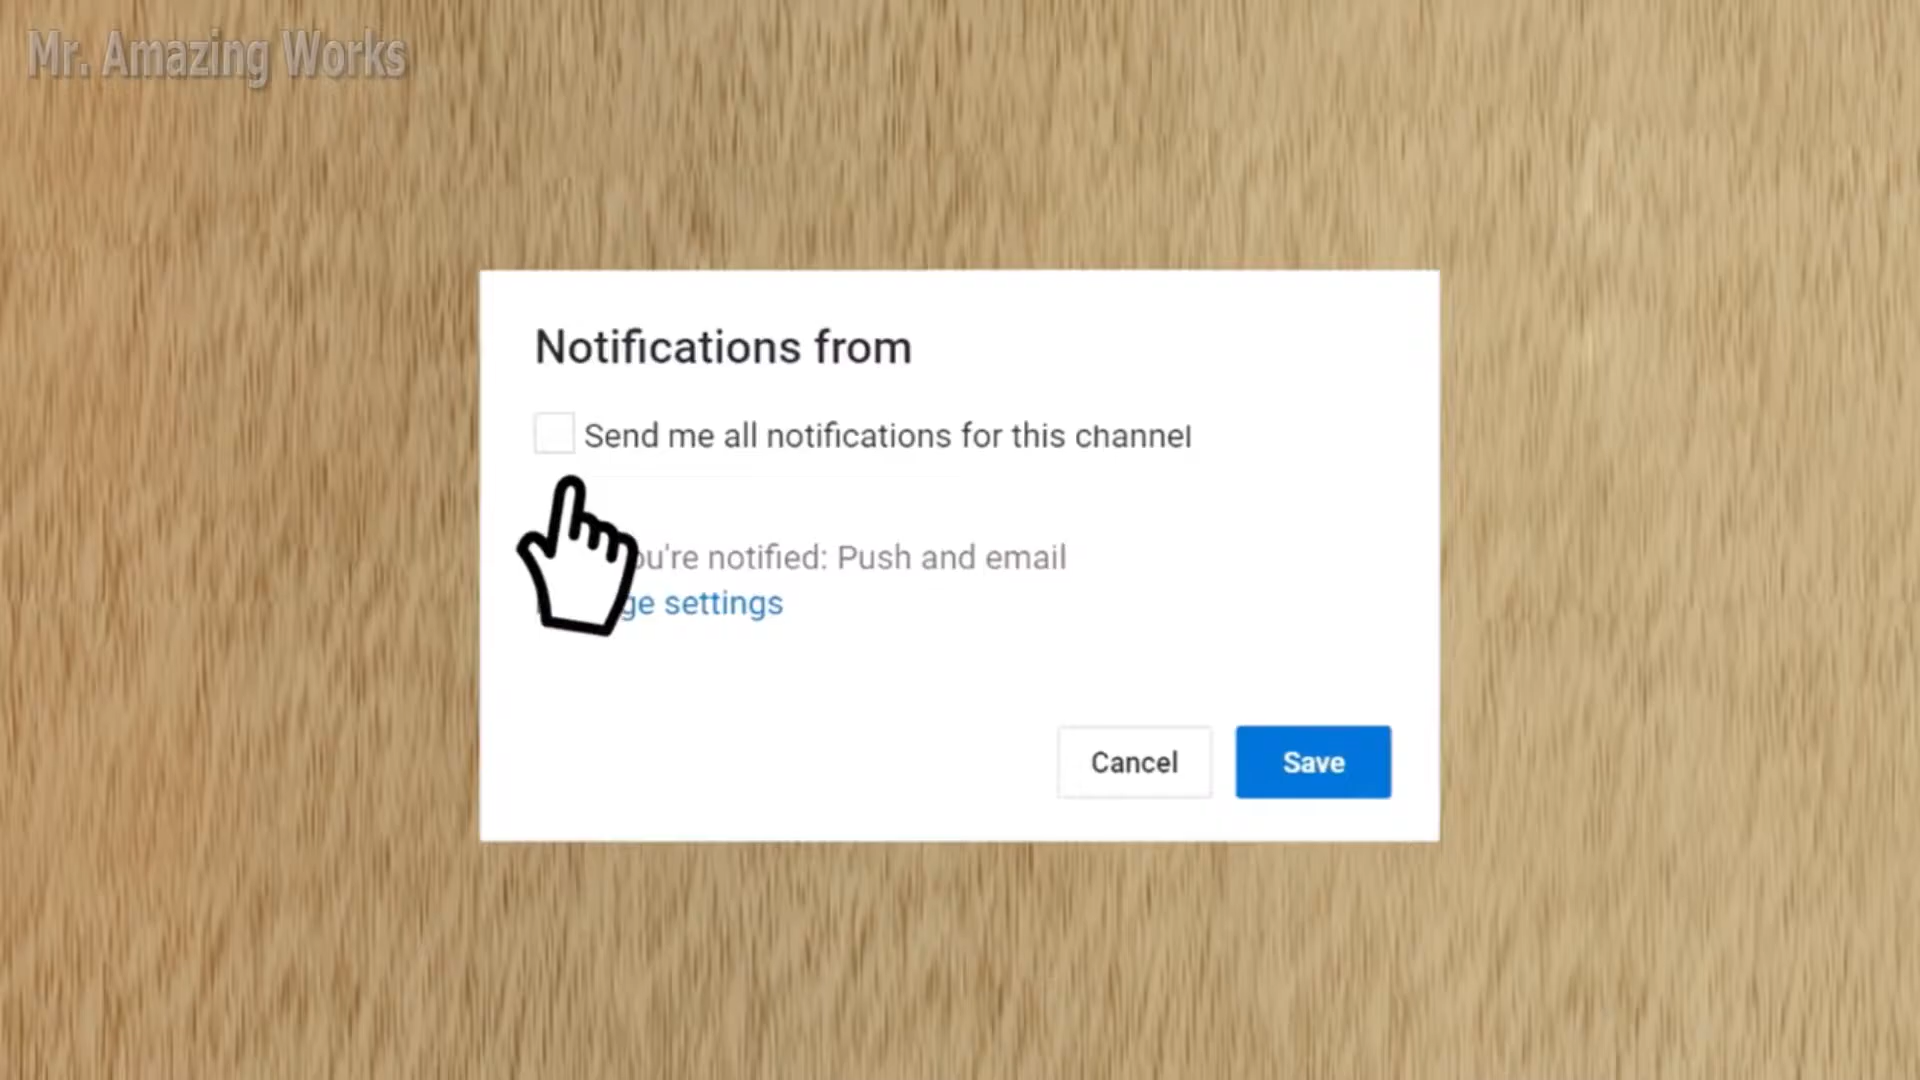 Mr. Amazing Works
Notifications from
Send me all notifications for this channel
ou're notified: Push and email
ge settings
Cancel
Save